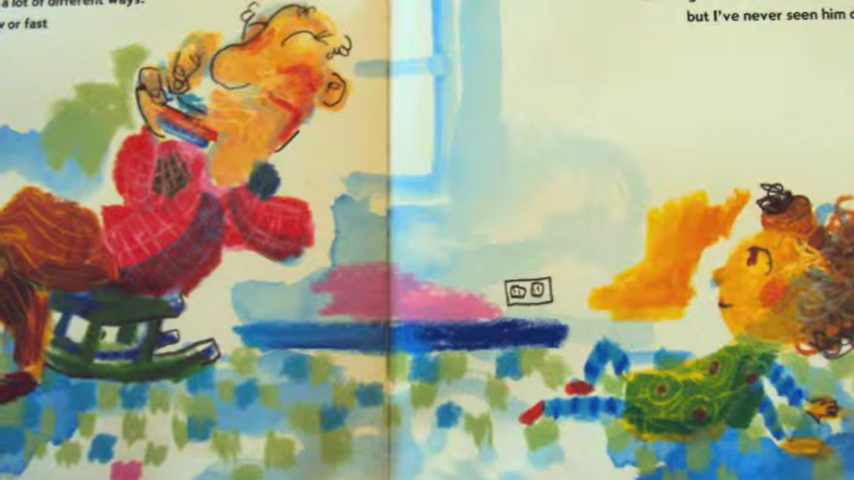 a lot of different ways.
or fast
but I've never seen him